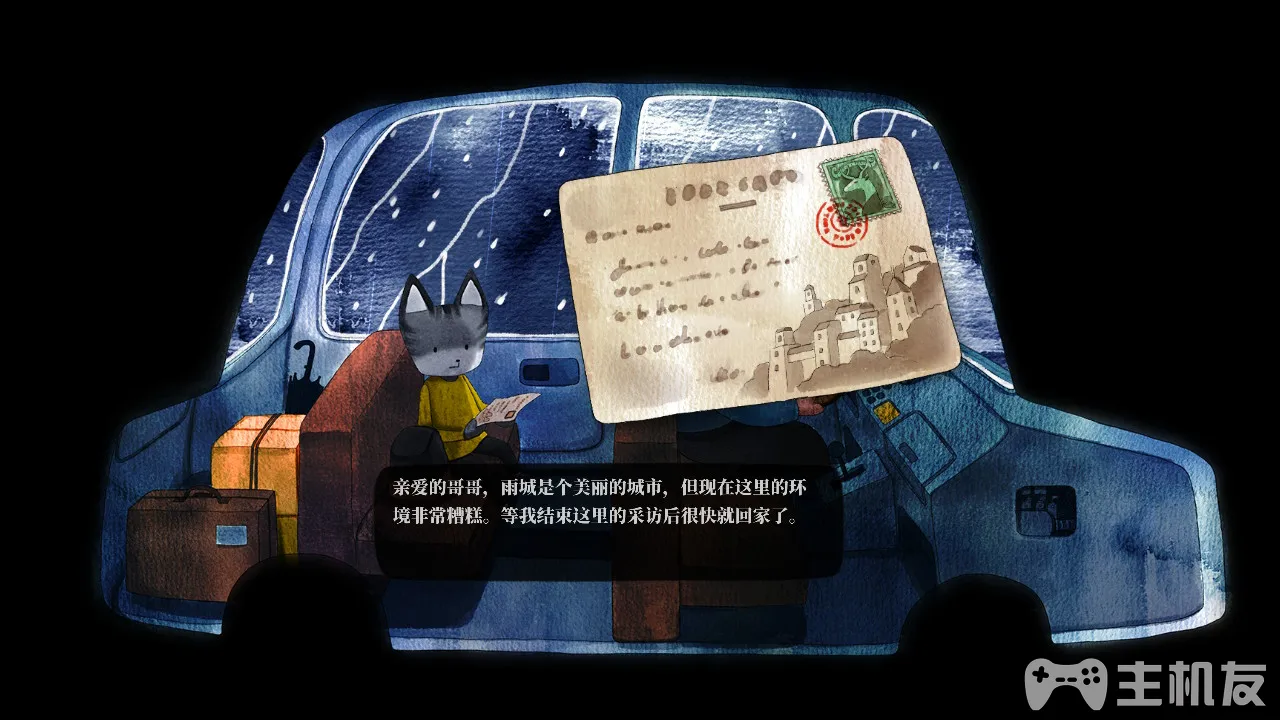 亲爱的哥哥，雨城是个美丽的城市，但现在这里的环
境非常糟糕。等我结束这里的采访后很快就回家了。
主机友